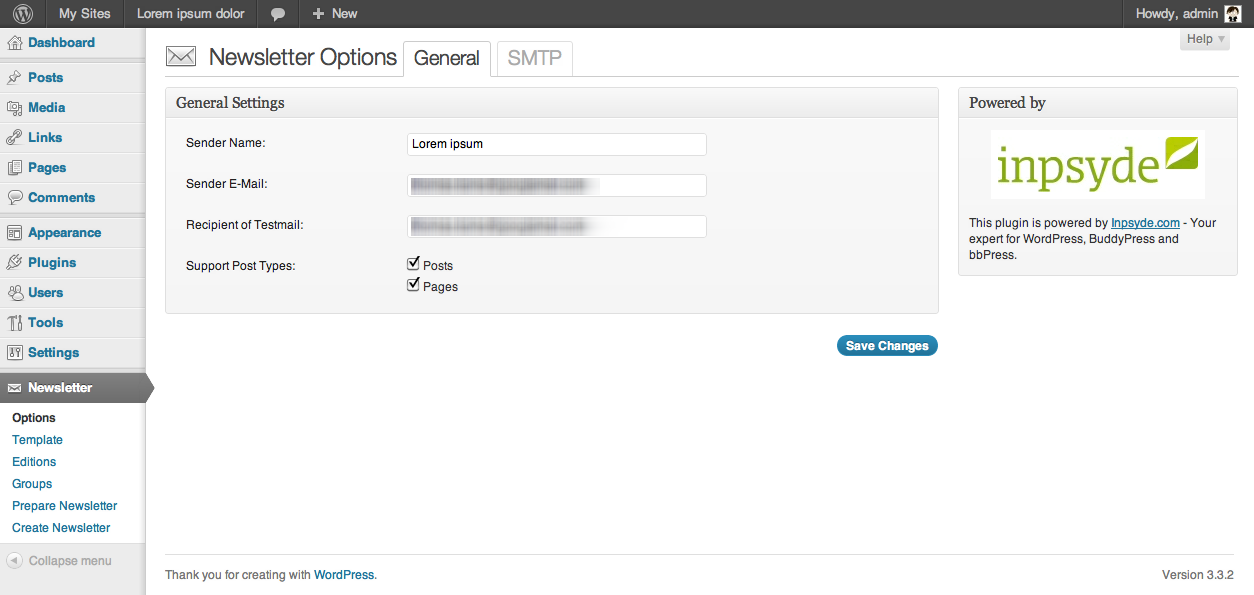 My Sites Lorem ipsum dolor New Howdy, admin
Help
Dashboard
Posts
Media
Links
Pages
Comments
Appearance
Plugins
Users
Tools
Settings
Newsletter
Options
Template
Editions
Groups
Prepare Newsletter
Create Newsletter
Collapse menu
Newsletter Options General SMTP
General Settings
Sender Name: Lorem ipsum
Sender E-Mail:
Recipient of Testmail:
Support Post Types: Posts
Pages
Save Changes
Powered by
inpsyde
This plugin is powered by Inpsyde.com - Your
expert for WordPress, BuddyPress and
bbPress.
Thank you for creating with WordPress. Version 3.3.2